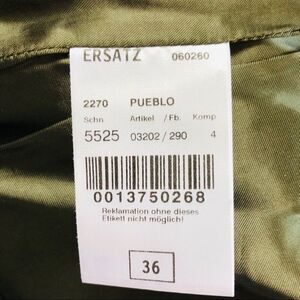 ERSATZ 060260
2270 PUEBLO
Schn Artikel / Fb. Komp
5525 03202 / 290 4
0013750268
Reklamation ohne dieses
Etikett nicht möglich!
36